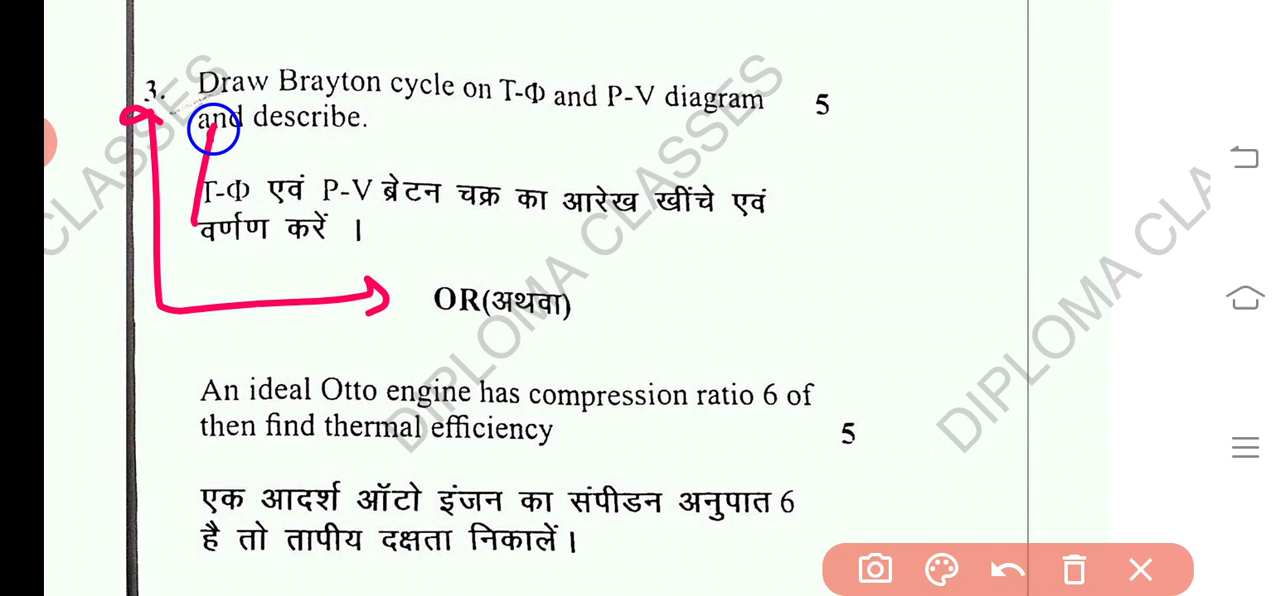 3. Draw Brayton cycle on T-Φ and P-V diagram
and describe. 5
T-Φ एवं P-V ब्रेटन चक्र का आरेख खींचे एवं
वर्णण करें ।
OR(अथवा)
An ideal Otto engine has compression ratio 6 of
then find thermal efficiency 5
एक आदर्श ऑटो इंजन का संपीडन अनुपात 6
है तो तापीय दक्षता निकालें।
CLASSES
DIPLOMA CLASSES
DIPLOMA CLA